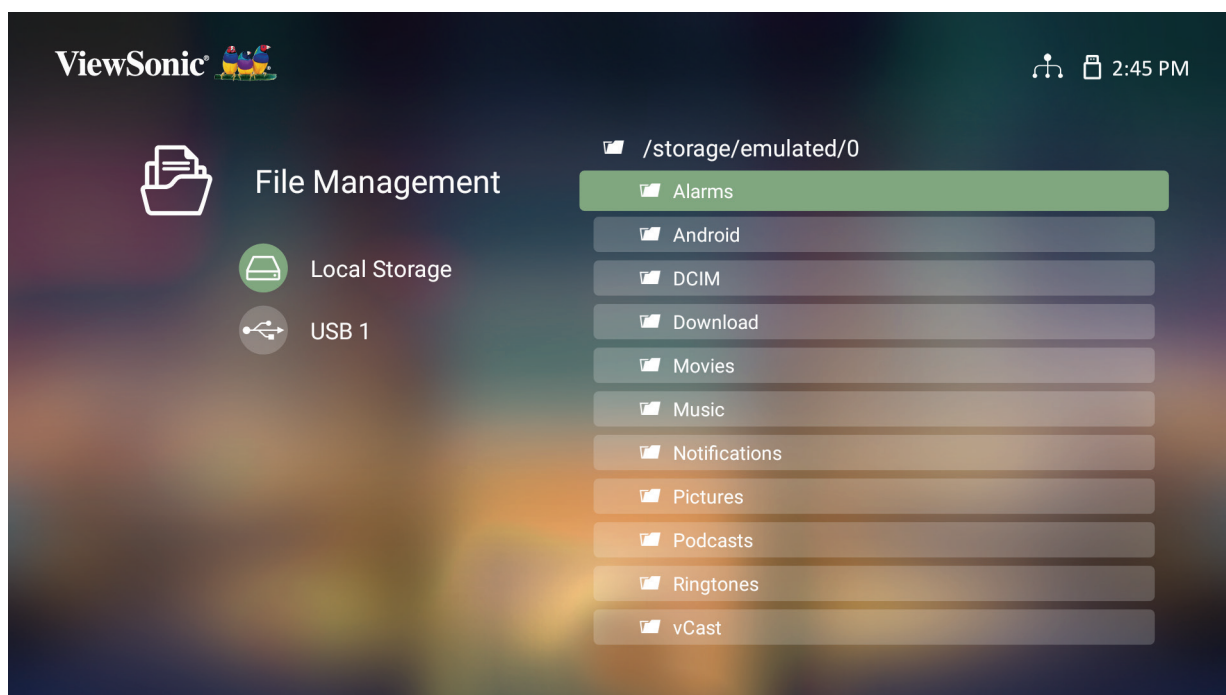 ViewSonic®
2:45 PM
File Management
Local Storage
USB 1
/storage/emulated/0
Alarms
Android
DCIM
Download
Movies
Music
Notifications
Pictures
Podcasts
Ringtones
vCast